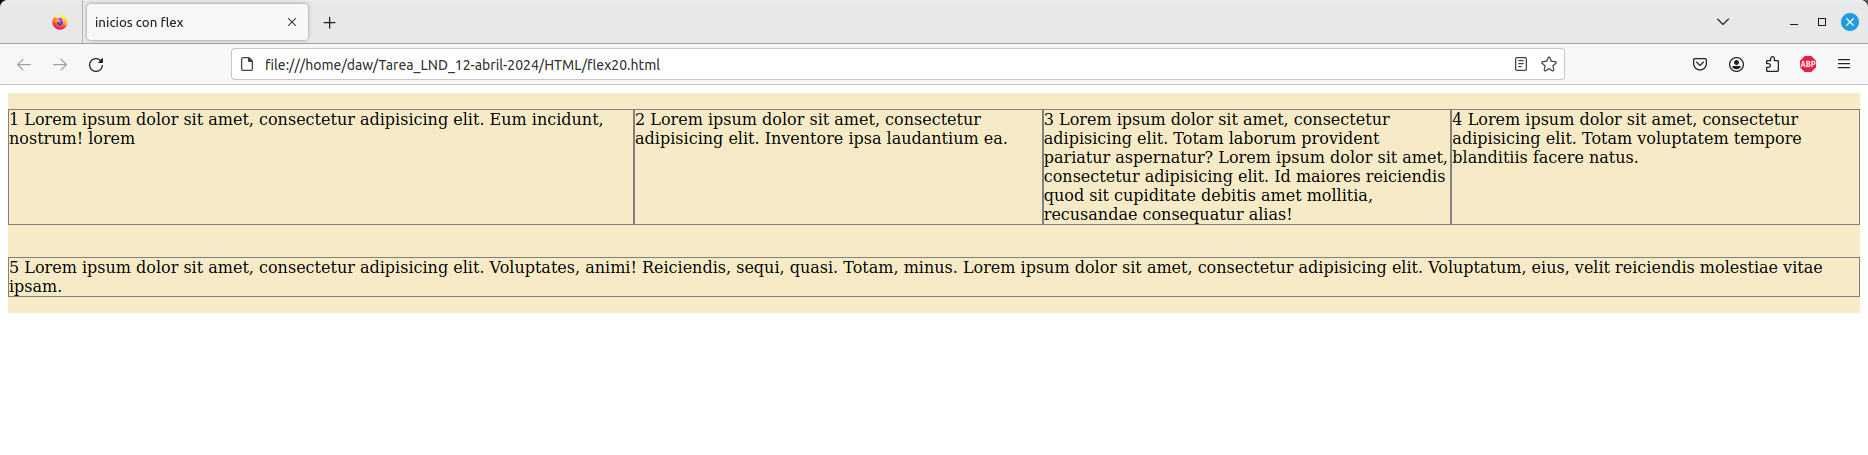 inicios con flex
file:///home/daw/Tarea_LND_12-abril-2024/HTML/flex20.html
ABP
1 Lorem ipsum dolor sit amet, consectetur adipisicing elit. Eum incidunt,
nostrum! lorem
2 Lorem ipsum dolor sit amet, consectetur
adipisicing elit. Inventore ipsa laudantium ea.
3 Lorem ipsum dolor sit amet, consectetur
adipisicing elit. Totam laborum provident
pariatur aspernatur? Lorem ipsum dolor sit amet,
consectetur adipisicing elit. Id maiores reiciendis
quod sit cupiditate debitis amet mollitia,
recusandae consequatur alias!
4 Lorem ipsum dolor sit amet, consectetur
adipisicing elit. Totam voluptatem tempore
blanditiis facere natus.
5 Lorem ipsum dolor sit amet, consectetur adipisicing elit. Voluptates, animi! Reiciendis, sequi, quasi. Totam, minus. Lorem ipsum dolor sit amet, consectetur adipisicing elit. Voluptatum, eius, velit reiciendis molestiae vitae
ipsam.